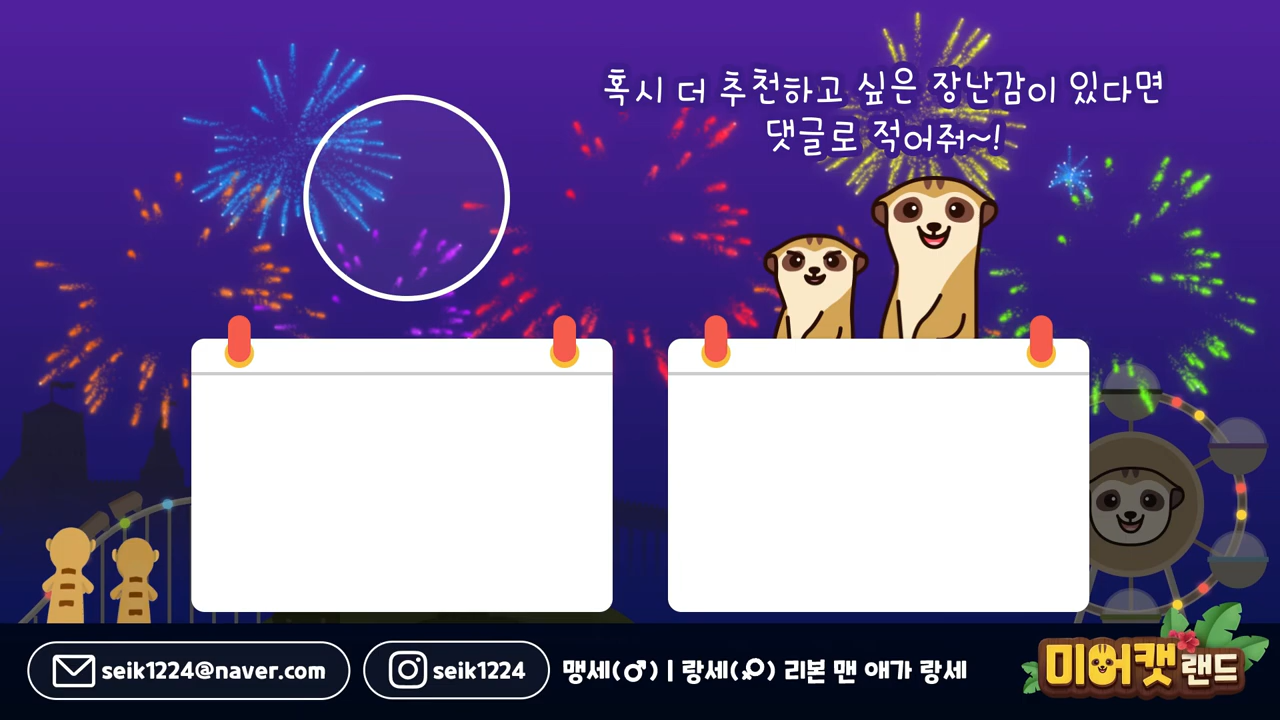 혹시 더 추천하고 싶은 장난감이 있다면
댓글로 적어줘~!
seik1224@naver.com
seik1224
맹세(♂) | 랑세(♀) 리본 맨 애가 랑세
미어캣랜드